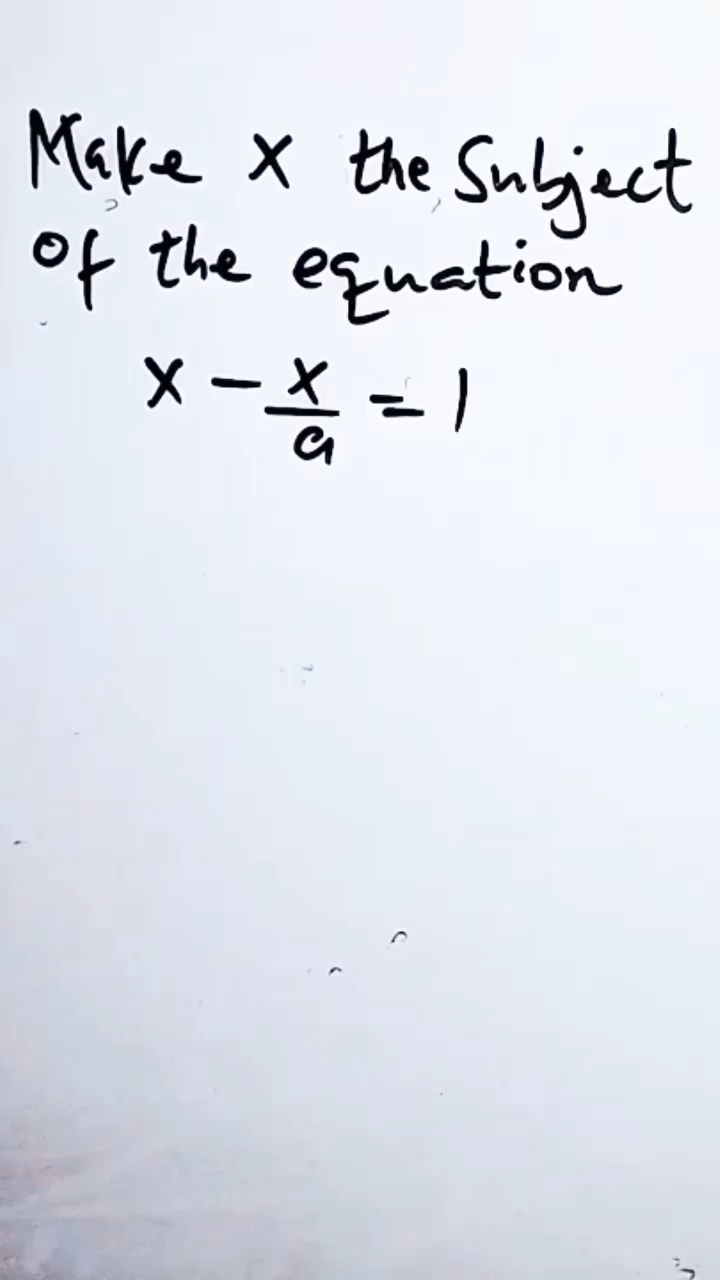 Make x the Subject
of the equation
x - x/a = 1